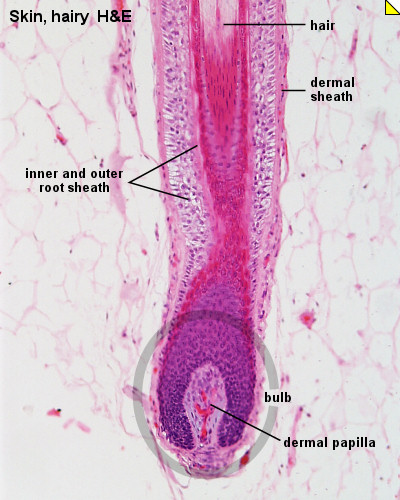 Skin, hairy H&E
hair
dermal
sheath
inner and outer
root sheath
bulb
dermal papilla